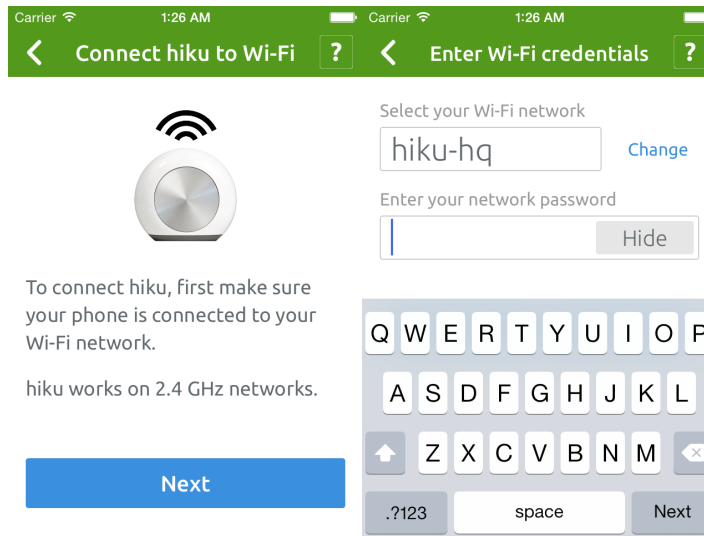 Carrier 1:26 AM
Connect hiku to Wi-Fi ?
To connect hiku, first make sure
your phone is connected to your
Wi-Fi network.
hiku works on 2.4 GHz networks.
Next
Carrier 1:26 AM
Enter Wi-Fi credentials ?
Select your Wi-Fi network
hiku-hq Change
Enter your network password
Hide
Q W E R T Y U I O P
A S D F G H J K L
Z X C V B N M
.?123 space Next